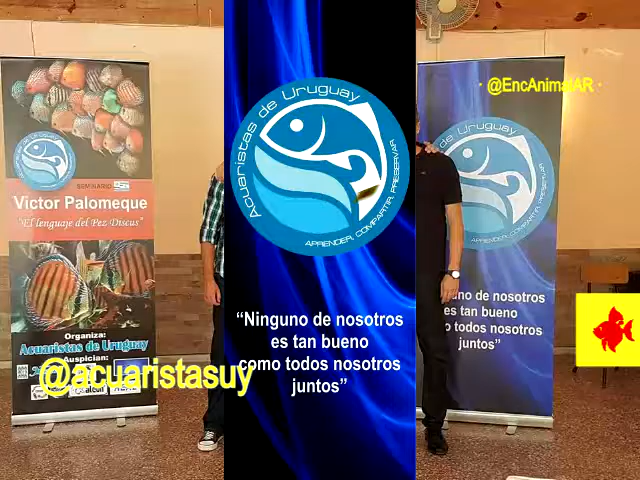 SEMINARIO
Victor Palomeque
"El lenguaje del Pez Discus"
Organiza:
Acuaristas de Uruguay
Auspician:
@acuaristasuy
Acuaristas de Uruguay
APRENDER, COMPARTIR, PRESERVAR
“Ninguno de nosotros
es tan bueno
como todos nosotros
juntos”
· @EncAnimalAR ·
de Uruguay
APRENDER, COMPARTIR, PRESERVAR
no de nosotros
es tan bueno
o todos nosotros
juntos”